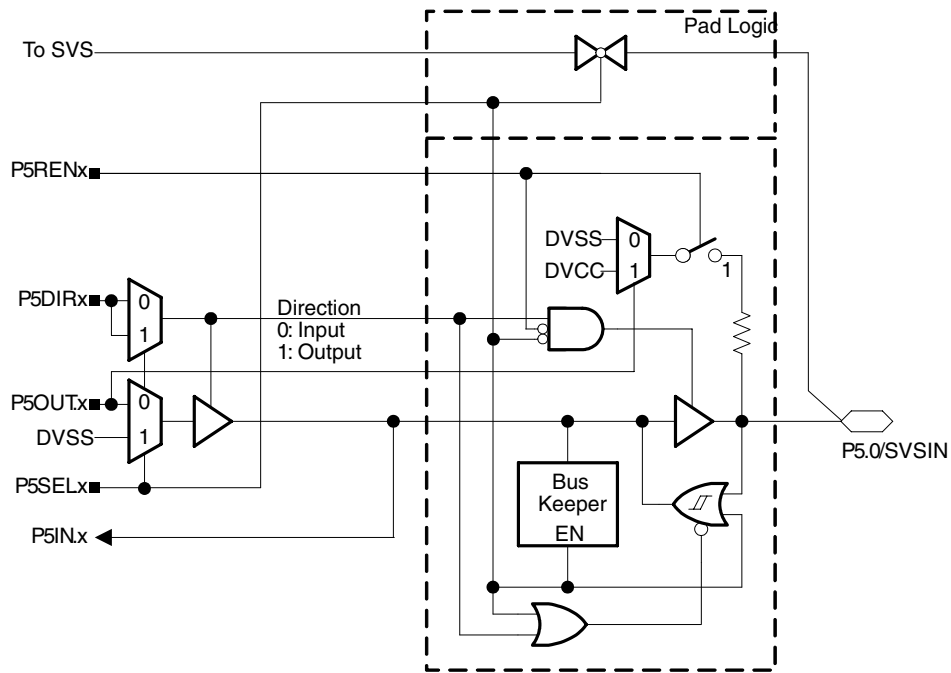 Pad Logic
To SVS
P5RENx
DVSS
0
DVCC
1
1
P5DIRx
0
1
Direction
0: Input
1: Output
P5OUT.x
0
DVSS
1
P5.0/SVSIN
P5SELx
Bus
Keeper
EN
P5IN.x